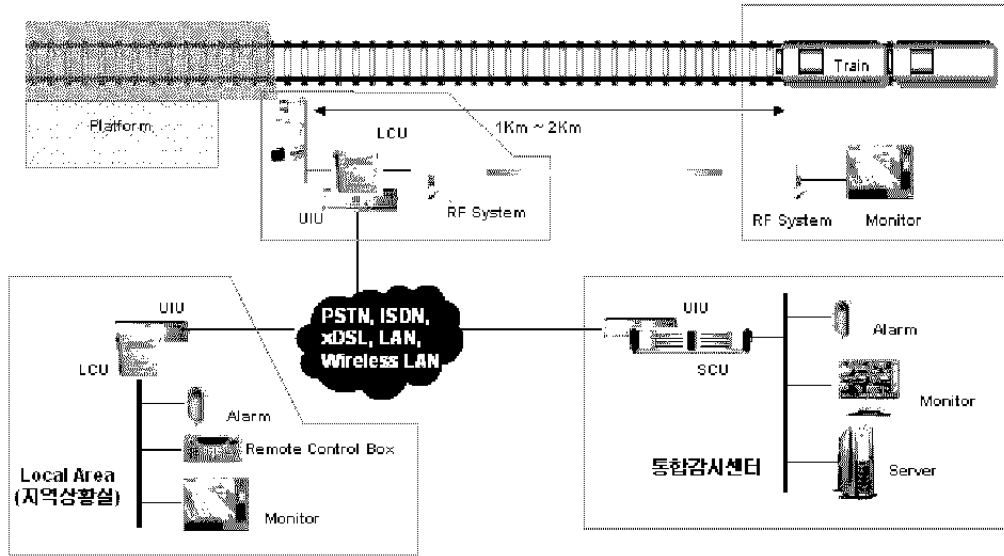 Train
Platform
1Km ~ 2Km
LCU
UIU
RF System
RF System
Monitor
UIU
LCU
Alarm
Remote Control Box
Local Area
(지역상황실)
Monitor
PSTN, ISDN,
xDSL, LAN,
Wireless LAN
UIU
SCU
Alarm
Monitor
Server
통합감시센터